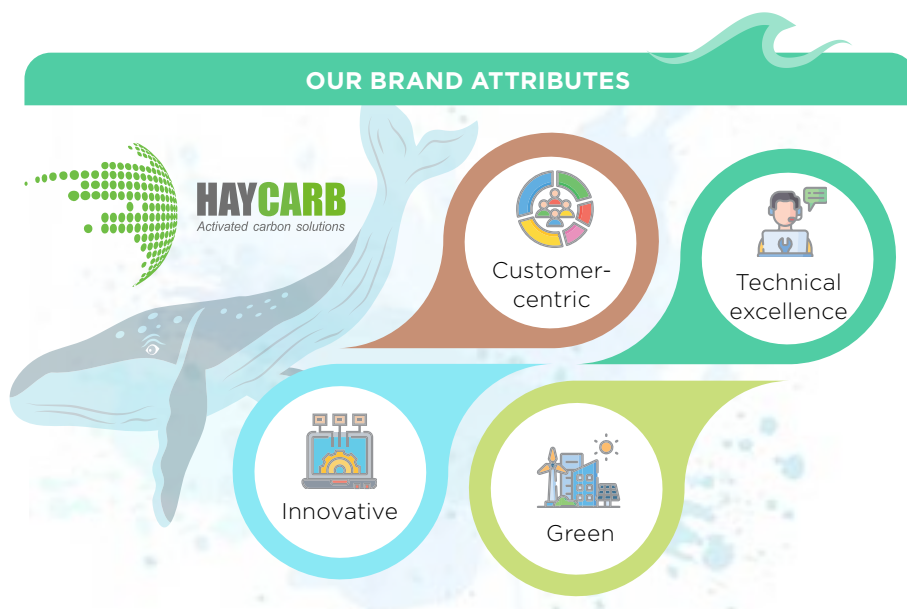 OUR BRAND ATTRIBUTES
HAYCARB
Activated carbon solutions
Customer-
centric
Technical
excellence
Innovative
Green